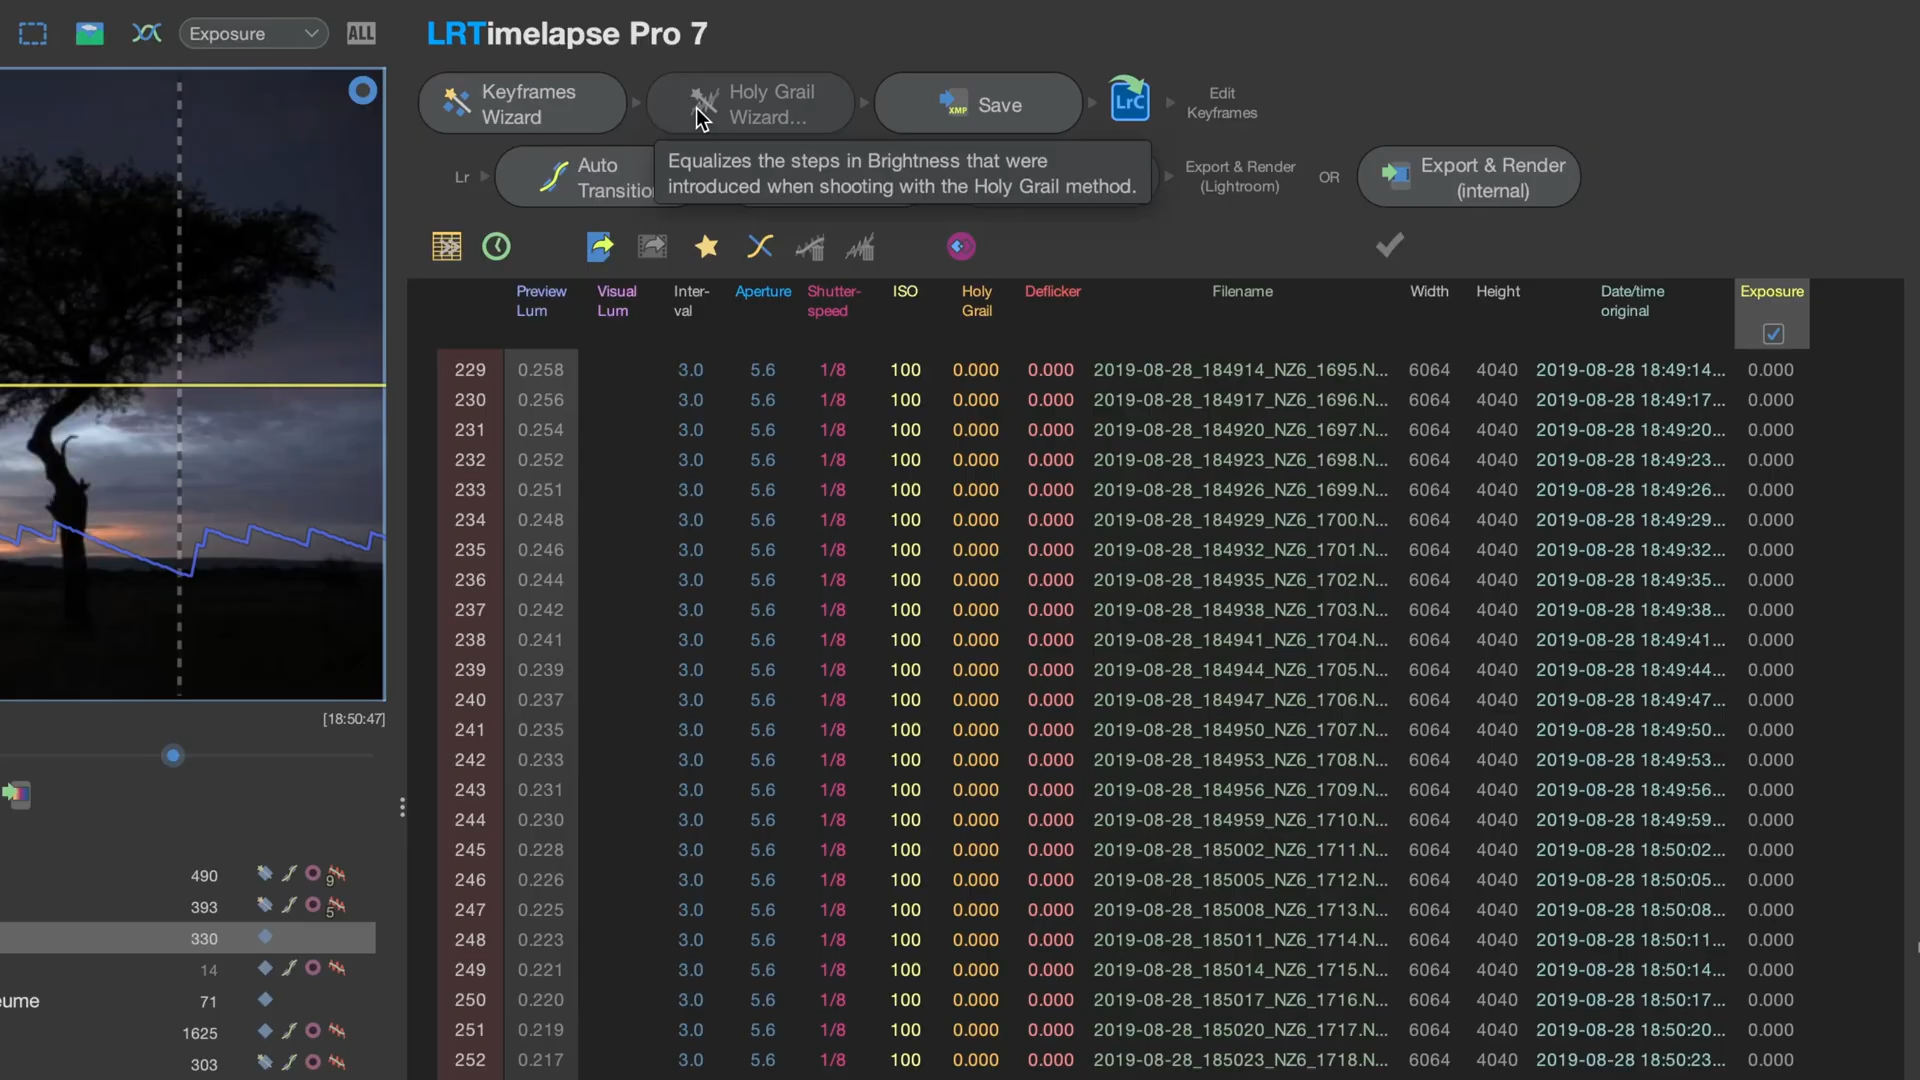 Exposure
ALL
LRTimelapse Pro 7
Keyframes
Wizard
Holy Grail
Wizard...
XMP
Save
LrC
Edit
Keyframes
Equalizes the steps in Brightness that were
introduced when shooting with the Holy Grail method.
Lr
Auto
Transitio
Export & Render
(Lightroom)
OR
Export & Render
(internal)
Preview Lum
Visual Lum
Inter-val
Aperture
Shutter-speed
ISO
Holy Grail
Deflicker
Filename
Width
Height
Date/time original
Exposure
229 0.258 3.0 5.6 1/8 100 0.000 0.000 2019-08-28_184914_NZ6_1695.N... 6064 4040 2019-08-28 18:49:14... 0.000
230 0.256 3.0 5.6 1/8 100 0.000 0.000 2019-08-28_184917_NZ6_1696.N... 6064 4040 2019-08-28 18:49:17... 0.000
231 0.254 3.0 5.6 1/8 100 0.000 0.000 2019-08-28_184920_NZ6_1697.N... 6064 4040 2019-08-28 18:49:20... 0.000
232 0.252 3.0 5.6 1/8 100 0.000 0.000 2019-08-28_184923_NZ6_1698.N... 6064 4040 2019-08-28 18:49:23... 0.000
233 0.251 3.0 5.6 1/8 100 0.000 0.000 2019-08-28_184926_NZ6_1699.N... 6064 4040 2019-08-28 18:49:26... 0.000
234 0.248 3.0 5.6 1/8 100 0.000 0.000 2019-08-28_184929_NZ6_1700.N... 6064 4040 2019-08-28 18:49:29... 0.000
235 0.246 3.0 5.6 1/8 100 0.000 0.000 2019-08-28_184932_NZ6_1701.N... 6064 4040 2019-08-28 18:49:32... 0.000
236 0.244 3.0 5.6 1/8 100 0.000 0.000 2019-08-28_184935_NZ6_1702.N... 6064 4040 2019-08-28 18:49:35... 0.000
237 0.242 3.0 5.6 1/8 100 0.000 0.000 2019-08-28_184938_NZ6_1703.N... 6064 4040 2019-08-28 18:49:38... 0.000
238 0.241 3.0 5.6 1/8 100 0.000 0.000 2019-08-28_184941_NZ6_1704.N... 6064 4040 2019-08-28 18:49:41... 0.000
239 0.239 3.0 5.6 1/8 100 0.000 0.000 2019-08-28_184944_NZ6_1705.N... 6064 4040 2019-08-28 18:49:44... 0.000
240 0.237 3.0 5.6 1/8 100 0.000 0.000 2019-08-28_184947_NZ6_1706.N... 6064 4040 2019-08-28 18:49:47... 0.000
241 0.235 3.0 5.6 1/8 100 0.000 0.000 2019-08-28_184950_NZ6_1707.N... 6064 4040 2019-08-28 18:49:50... 0.000
242 0.233 3.0 5.6 1/8 100 0.000 0.000 2019-08-28_184953_NZ6_1708.N... 6064 4040 2019-08-28 18:49:53... 0.000
243 0.231 3.0 5.6 1/8 100 0.000 0.000 2019-08-28_184956_NZ6_1709.N... 6064 4040 2019-08-28 18:49:56... 0.000
244 0.230 3.0 5.6 1/8 100 0.000 0.000 2019-08-28_184959_NZ6_1710.N... 6064 4040 2019-08-28 18:49:59... 0.000
245 0.228 3.0 5.6 1/8 100 0.000 0.000 2019-08-28_185002_NZ6_1711.N... 6064 4040 2019-08-28 18:50:02... 0.000
246 0.226 3.0 5.6 1/8 100 0.000 0.000 2019-08-28_185005_NZ6_1712.N... 6064 4040 2019-08-28 18:50:05... 0.000
247 0.225 3.0 5.6 1/8 100 0.000 0.000 2019-08-28_185008_NZ6_1713.N... 6064 4040 2019-08-28 18:50:08... 0.000
248 0.223 3.0 5.6 1/8 100 0.000 0.000 2019-08-28_185011_NZ6_1714.N... 6064 4040 2019-08-28 18:50:11... 0.000
249 0.221 3.0 5.6 1/8 100 0.000 0.000 2019-08-28_185014_NZ6_1715.N... 6064 4040 2019-08-28 18:50:14... 0.000
250 0.220 3.0 5.6 1/8 100 0.000 0.000 2019-08-28_185017_NZ6_1716.N... 6064 4040 2019-08-28 18:50:17... 0.000
251 0.219 3.0 5.6 1/8 100 0.000 0.000 2019-08-28_185020_NZ6_1717.N... 6064 4040 2019-08-28 18:50:20... 0.000
252 0.217 3.0 5.6 1/8 100 0.000 0.000 2019-08-28_185023_NZ6_1718.N... 6064 4040 2019-08-28 18:50:23... 0.000
[18:50:47]
490 9
393 5
330
14
eume 71
1625
303